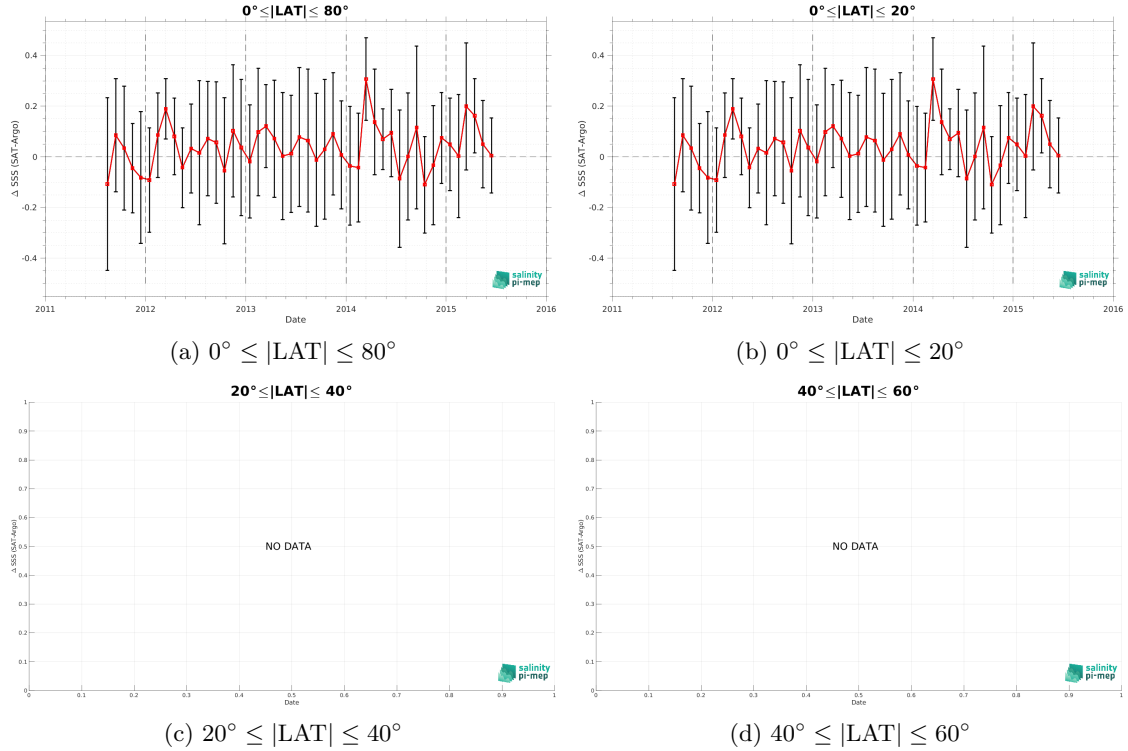 0°≤|LAT|≤ 80°
Δ SSS (SAT-Argo)
0.4
0.2
0
-0.2
-0.4
2011 2012 2013 2014 2015 2016
Date
salinity
pi-mep
(a) 0° ≤ |LAT| ≤ 80°
0°≤|LAT|≤ 20°
Δ SSS (SAT-Argo)
0.4
0.2
0
-0.2
-0.4
2011 2012 2013 2014 2015 2016
Date
salinity
pi-mep
(b) 0° ≤ |LAT| ≤ 20°
20°≤|LAT|≤ 40°
Δ SSS (SAT-Argo)
1
0.9
0.8
0.7
0.6
0.5
0.4
0.3
0.2
0.1
0
NO DATA
0 0.1 0.2 0.3 0.4 0.5 0.6 0.7 0.8 0.9 1
Date
salinity
pi-mep
(c) 20° ≤ |LAT| ≤ 40°
40°≤|LAT|≤ 60°
Δ SSS (SAT-Argo)
1
0.9
0.8
0.7
0.6
0.5
0.4
0.3
0.2
0.1
0
NO DATA
0 0.1 0.2 0.3 0.4 0.5 0.6 0.7 0.8 0.9 1
Date
salinity
pi-mep
(d) 40° ≤ |LAT| ≤ 60°